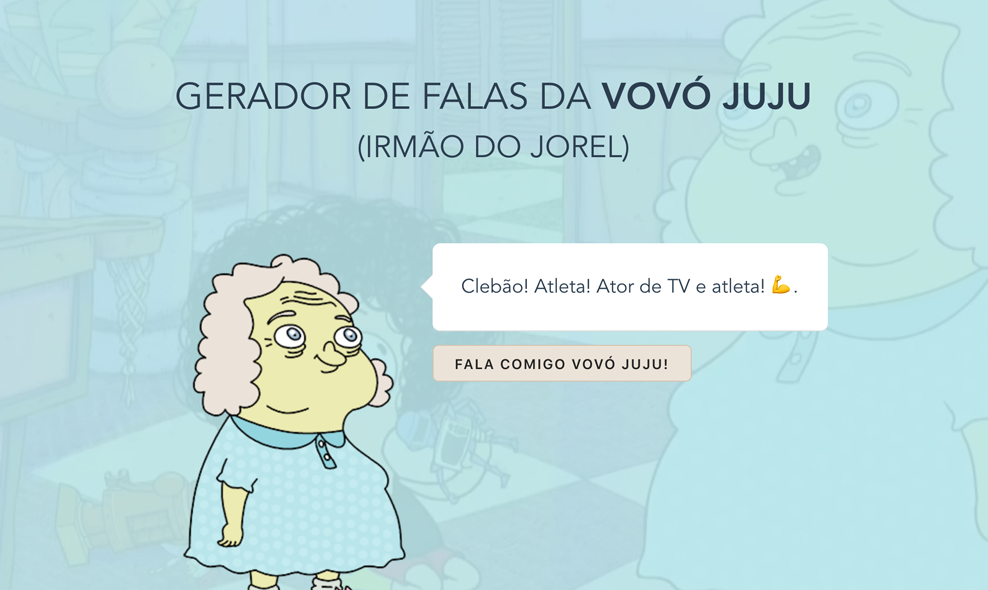 GERADOR DE FALAS DA VOVÓ JUJU
(IRMÃO DO JOREL)
Clebão! Atleta! Ator de TV e atleta! 💪.
FALA COMIGO VOVÓ JUJU!